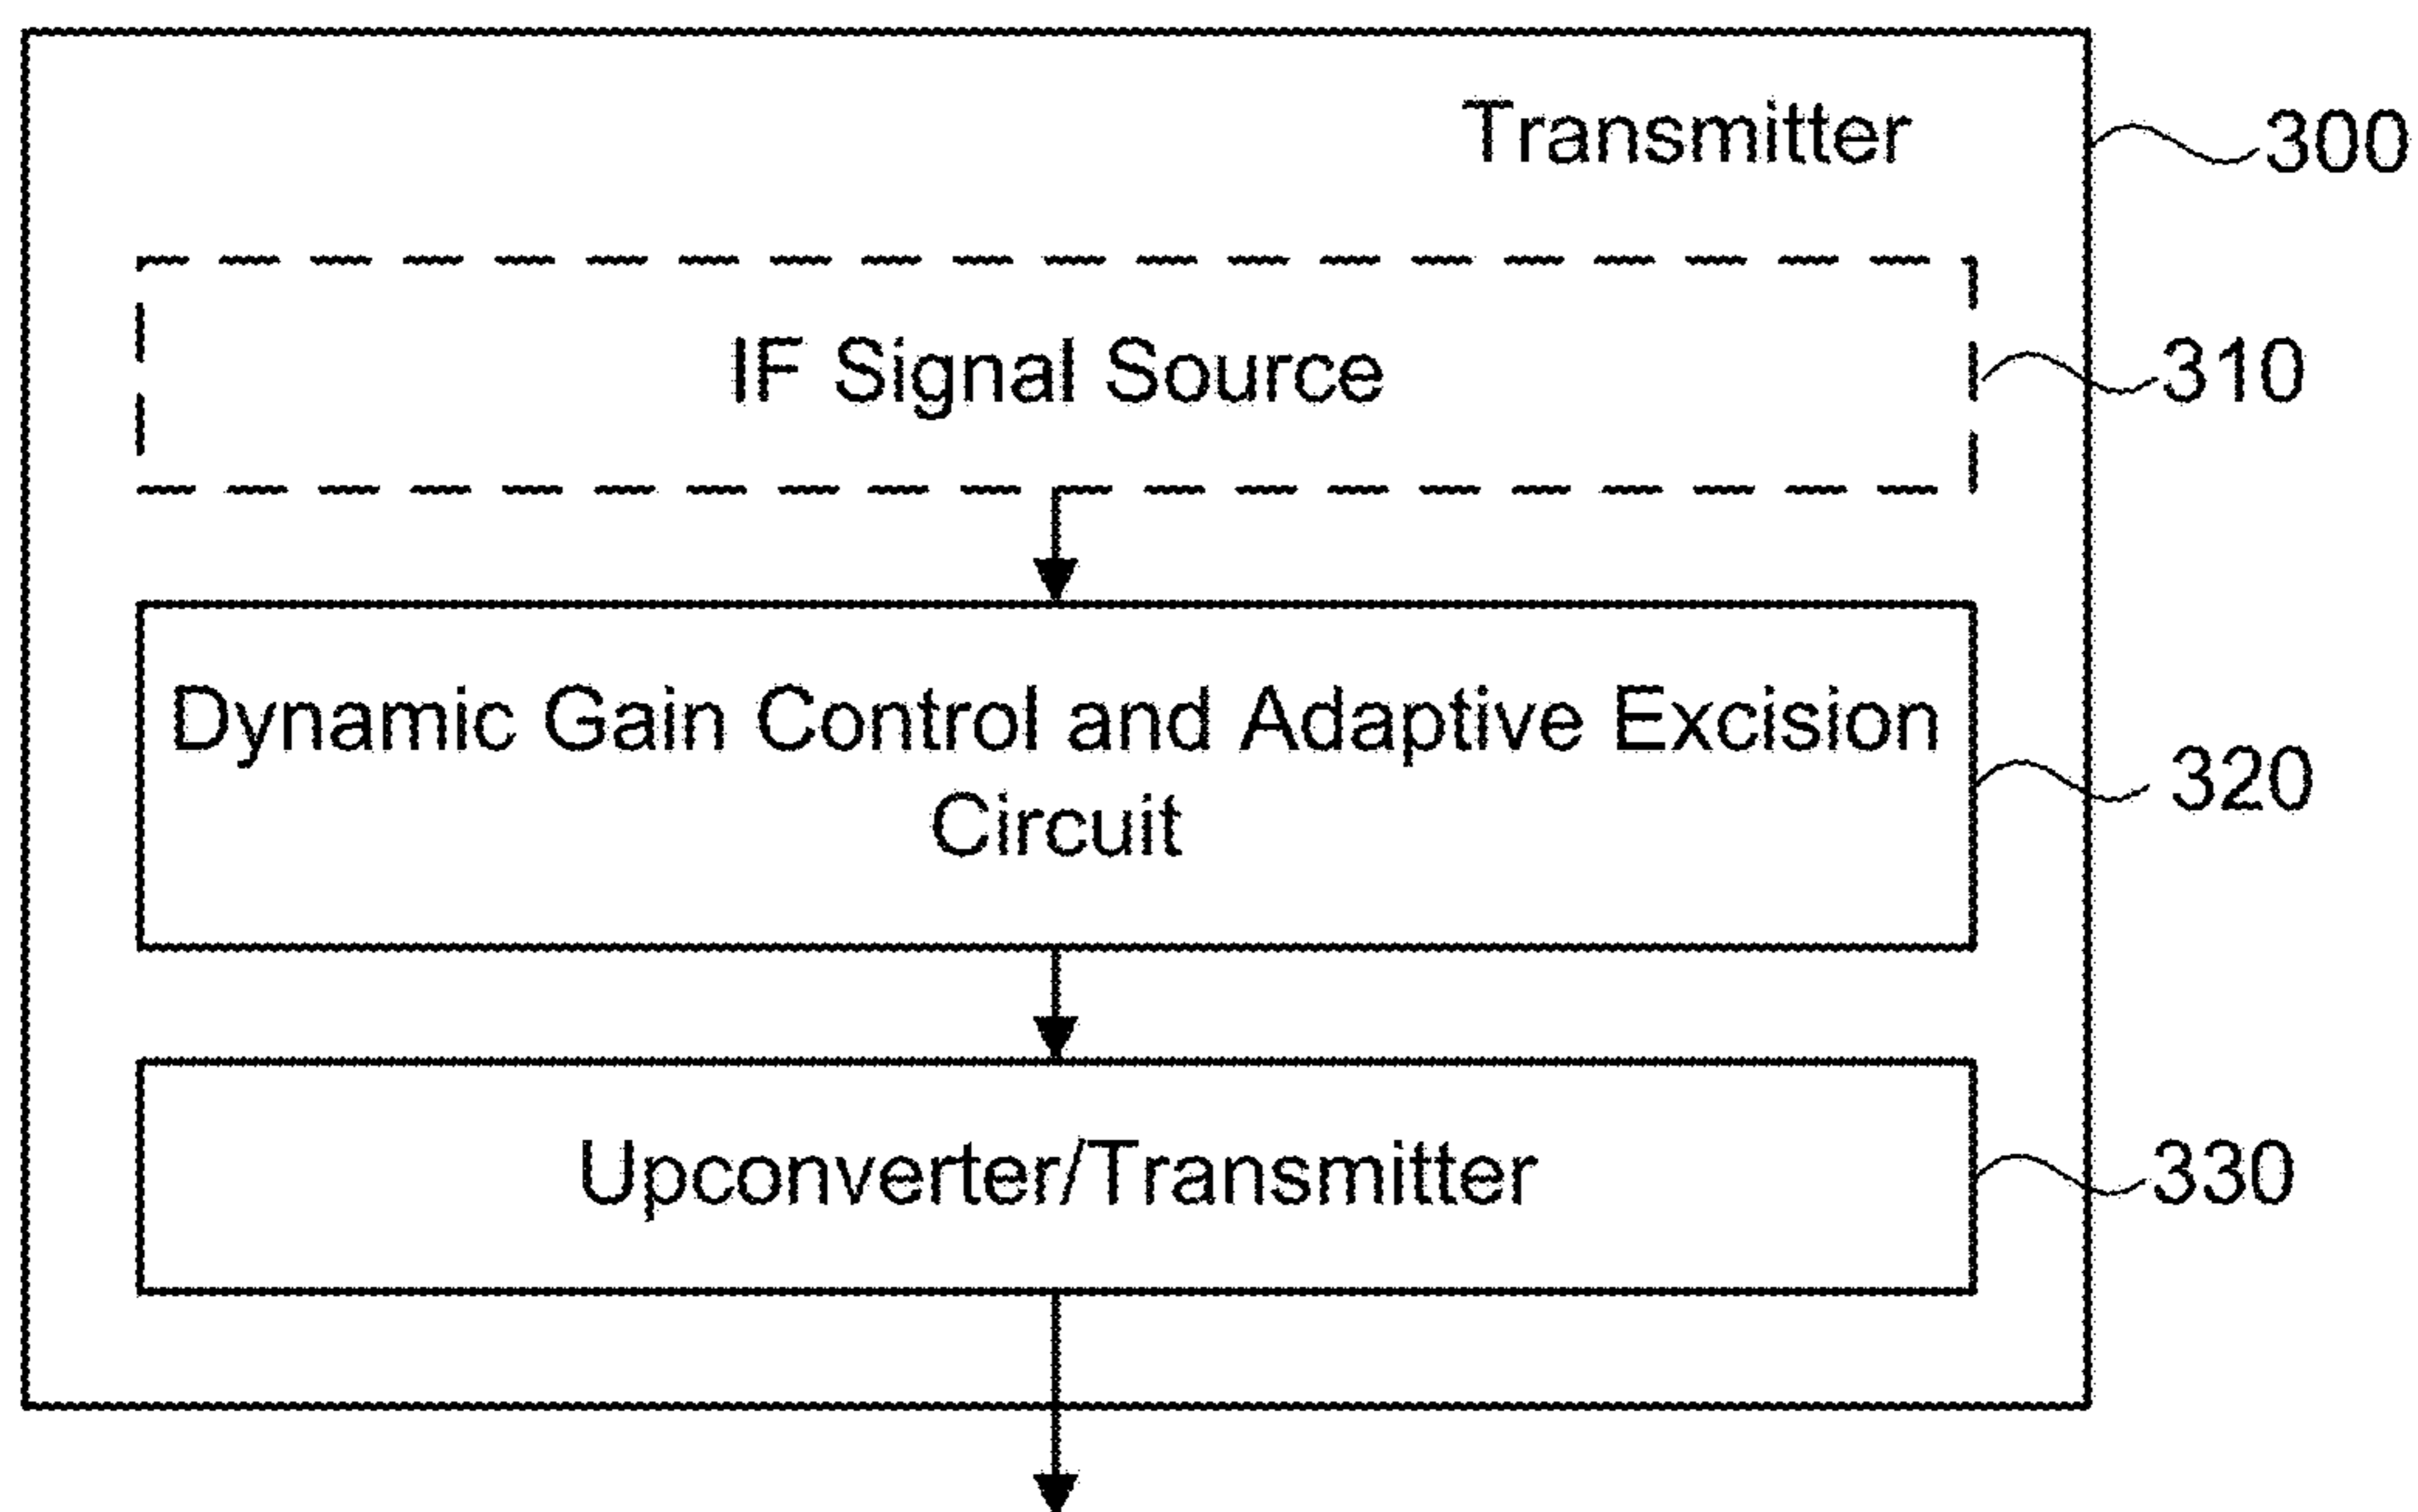 Transmitter
300
IF Signal Source
310
Dynamic Gain Control and Adaptive Excision
Circuit
320
Upconverter/Transmitter
330